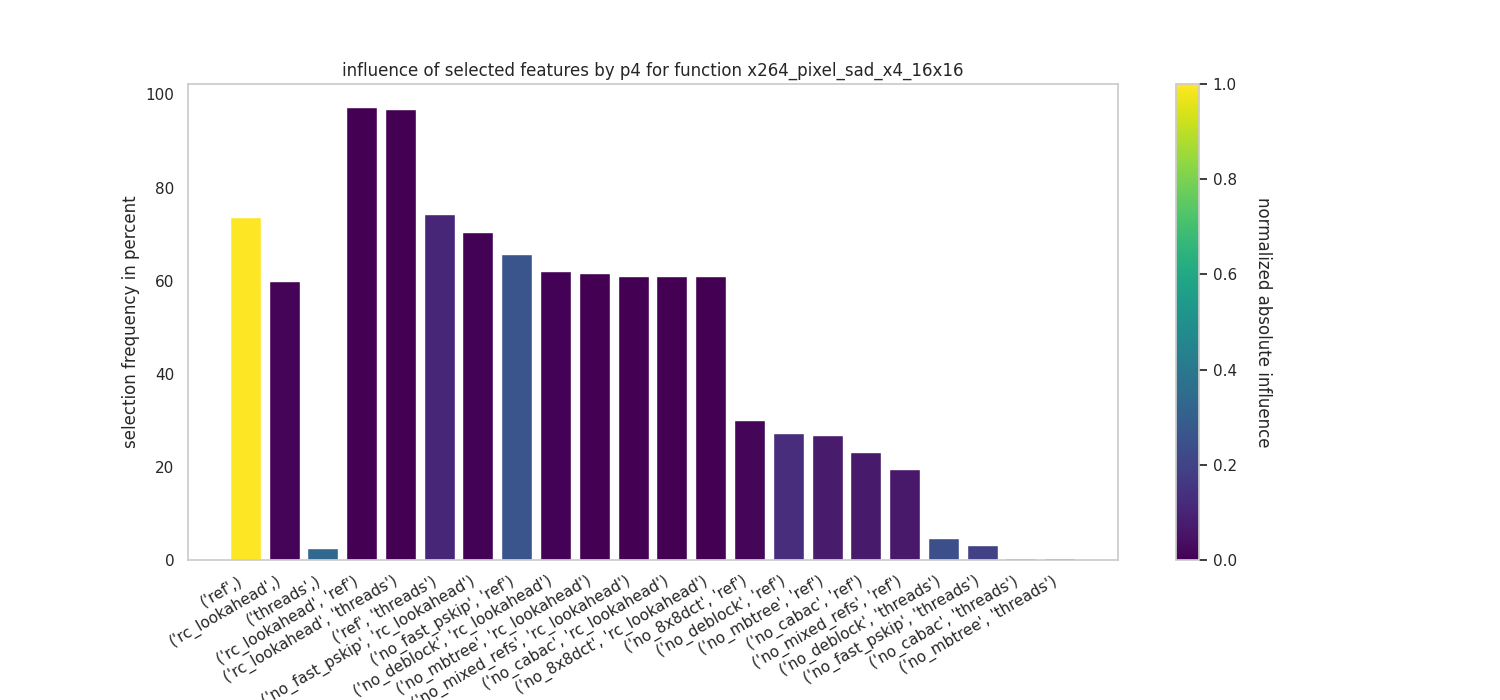 influence of selected features by p4 for function x264_pixel_sad_x4_16x16
selection frequency in percent
100
80
60
40
20
0
('ref',)
('rc_lookahead',)
('threads',)
('rc_lookahead', 'ref')
('rc_lookahead', 'threads')
('ref', 'threads')
('no_fast_pskip', 'rc_lookahead')
('no_fast_pskip', 'ref')
('no_deblock', 'rc_lookahead')
('no_mbtree', 'rc_lookahead')
('no_mixed_refs', 'rc_lookahead')
('no_cabac', 'rc_lookahead')
('no_8x8dct', 'rc_lookahead')
('no_8x8dct', 'ref')
('no_deblock', 'ref')
('no_mbtree', 'ref')
('no_cabac', 'ref')
('no_mixed_refs', 'ref')
('no_deblock', 'threads')
('no_fast_pskip', 'threads')
('no_cabac', 'threads')
('no_mbtree', 'threads')
1.0
0.8
0.6
0.4
0.2
0.0
normalized absolute influence